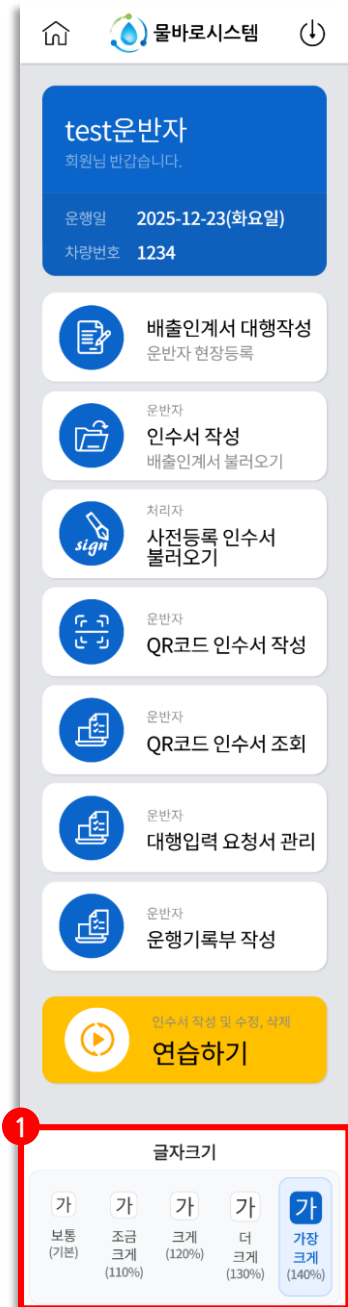 물바로시스템
test운반자
회원님 반갑습니다.
운행일 2025-12-23(화요일)
차량번호 1234
배출인계서 대행작성
운반자 현장등록
운반자
인수서 작성
배출인계서 불러오기
sign
처리자
사전등록 인수서
불러오기
운반자
QR코드 인수서 작성
운반자
QR코드 인수서 조회
운반자
대행입력 요청서 관리
운반자
운행기록부 작성
인수서 작성 및 수정, 삭제
연습하기
1
글자크기
가 가 가 가 가
보통 조금 크게 더 가장
(기본) 크게 (120%) 크게 크게
(110%) (130%) (140%)